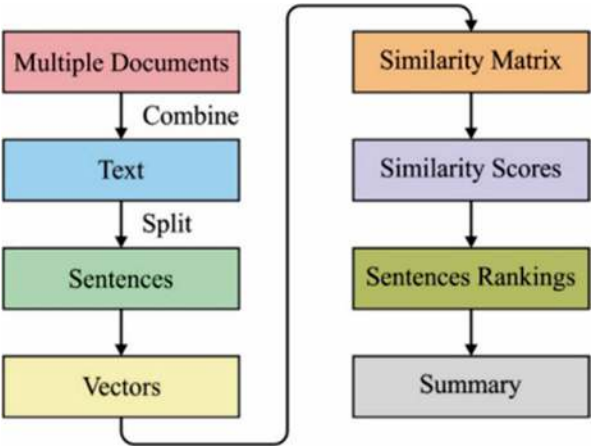 Multiple Documents
Combine
Text
Split
Sentences
Vectors
Similarity Matrix
Similarity Scores
Sentences Rankings
Summary